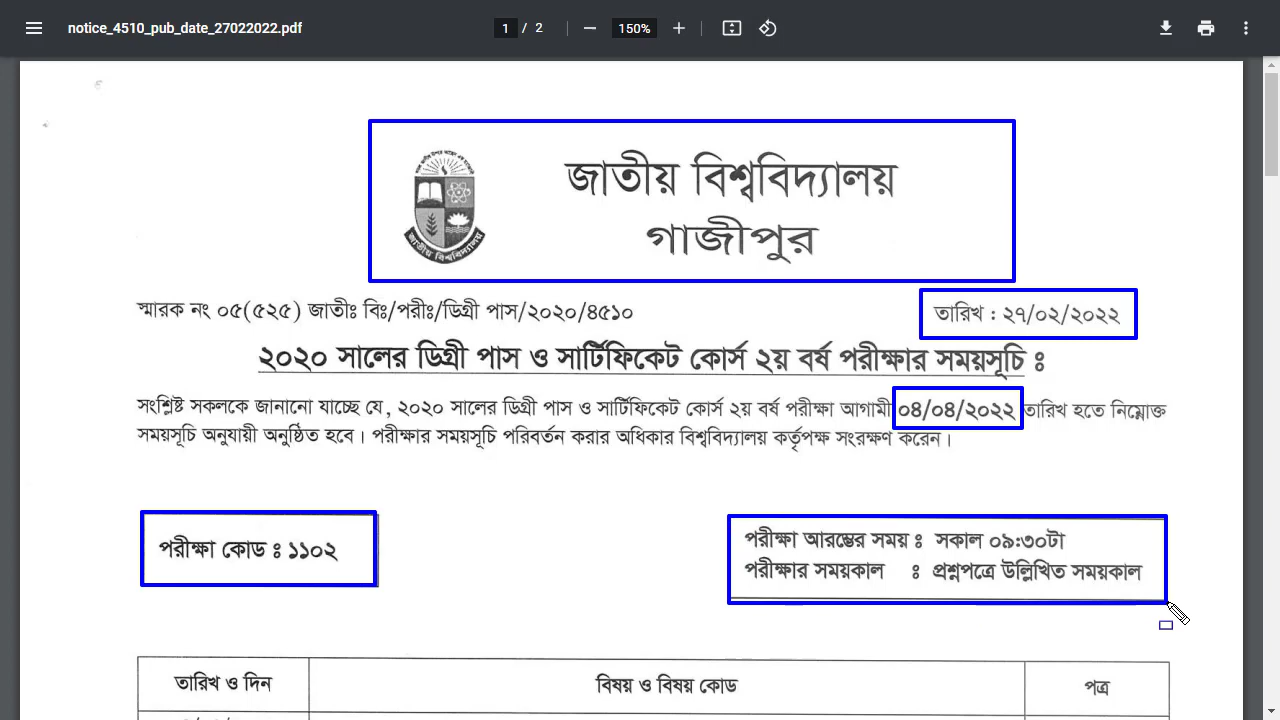 notice_4510_pub_date_27022022.pdf 1 / 2 150%
জাতীয় বিশ্ববিদ্যালয়
গাজীপুর
জাতীয় বিশ্ববিদ্যালয়
স্মারক নং ০৫(৫২৫) জাতীঃ বিঃ/পরীঃ/ডিগ্রী পাস/২০২০/৪৫১০ তারিখ : ২৭/০২/২০২২
২০২০ সালের ডিগ্রী পাস ও সার্টিফিকেট কোর্স ২য় বর্ষ পরীক্ষার সময়সূচি ঃ
সংশ্লিষ্ট সকলকে জানানো যাচ্ছে যে, ২০২০ সালের ডিগ্রী পাস ও সার্টিফিকেট কোর্স ২য় বর্ষ পরীক্ষা আগামী ০৪/০৪/২০২২ তারিখ হতে নিম্নোক্ত
সময়সূচি অনুযায়ী অনুষ্ঠিত হবে। পরীক্ষার সময়সূচি পরিবর্তন করার অধিকার বিশ্ববিদ্যালয় কর্তৃপক্ষ সংরক্ষণ করেন।
পরীক্ষা কোড ঃ ১১০২
পরীক্ষা আরম্ভের সময় ঃ সকাল ০৯ঃ৩০টা
পরীক্ষার সময়কাল ঃ প্রশ্নপত্রে উল্লিখিত সময়কাল
তারিখ ও দিন বিষয় ও বিষয় কোড পত্র